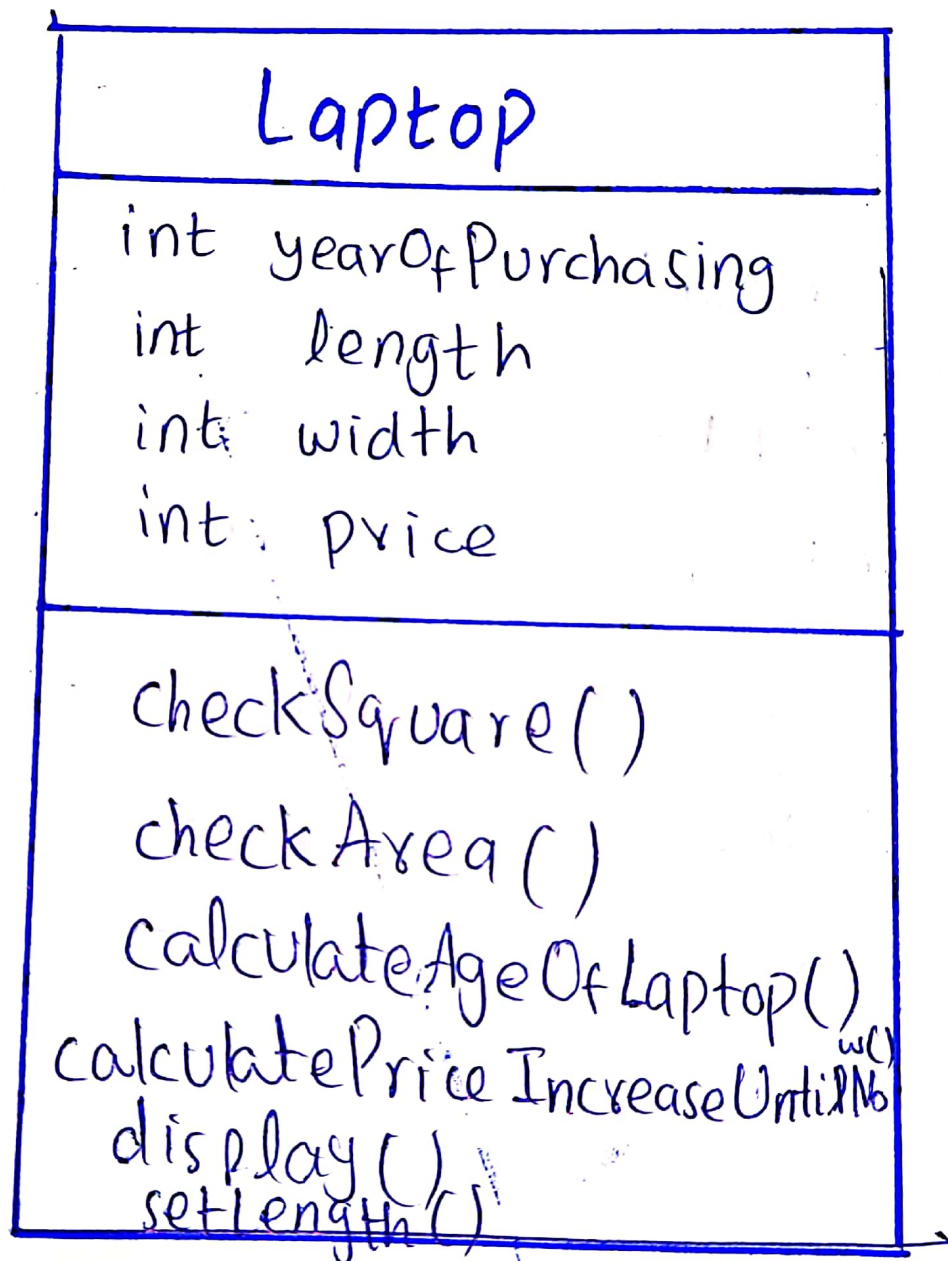 Laptop
int yearOfPurchasing
int length
int width
int price
checkSquare()
checkArea()
calculateAgeOfLaptop()
calculatePriceIncreaseUntilNow()
display()
setLength()